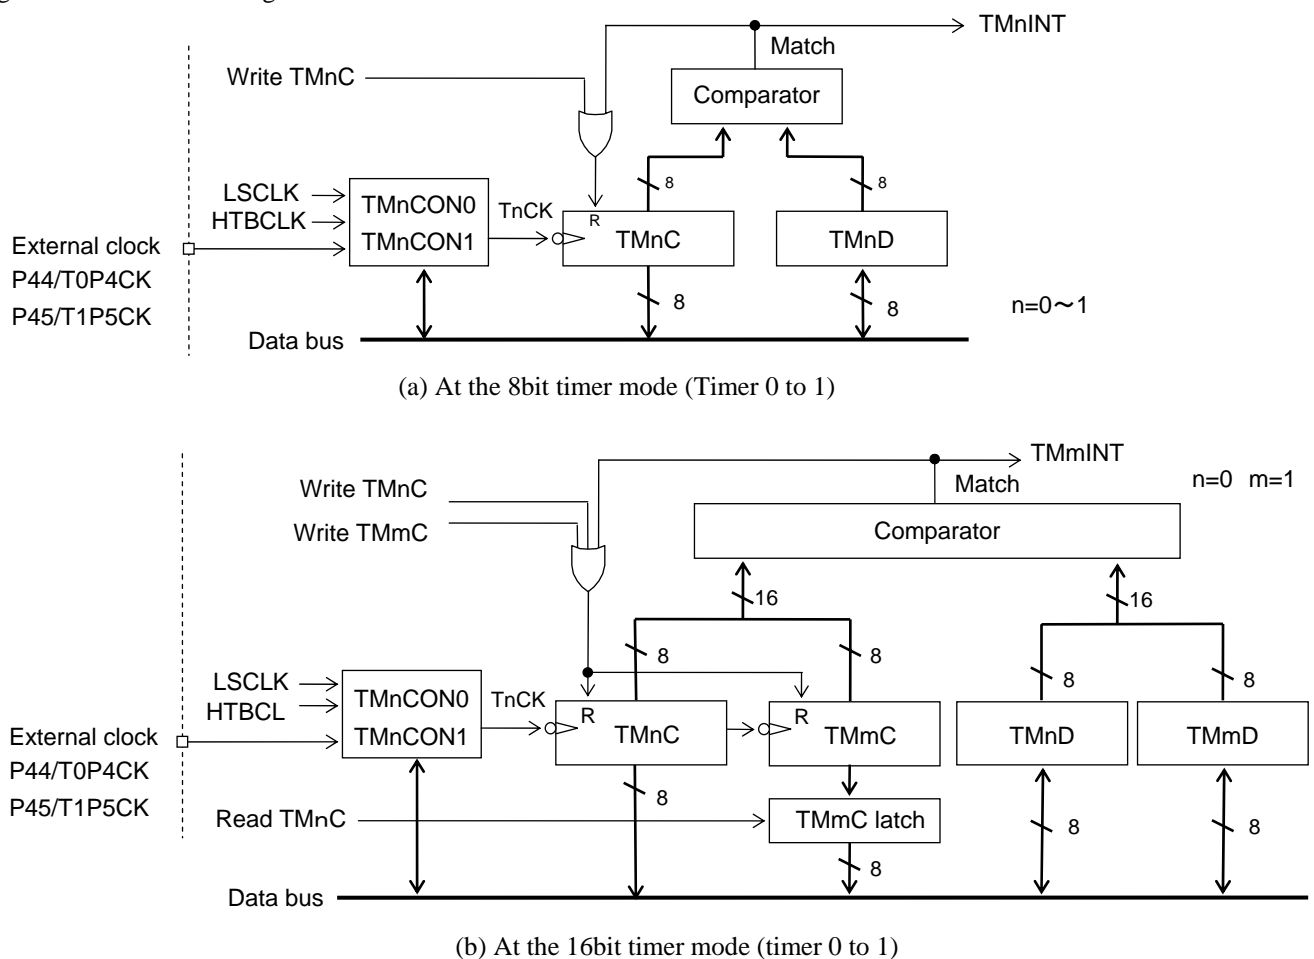 TMnINT
Match
Write TMnC
Comparator
8
8
LSCLK
HTBCLK
TMnCON0
TMnCON1
TnCK
R
TMnC
TMnD
External clock
P44/T0P4CK
P45/T1P5CK
8
8
n=0～1
Data bus
(a) At the 8bit timer mode (Timer 0 to 1)
TMmINT
n=0 m=1
Write TMnC
Match
Write TMmC
Comparator
16
16
8
8
8
8
LSCLK
HTBCL
TMnCON0
TMnCON1
TnCK
R
TMnC
R
TMmC
TMnD
TMmD
External clock
P44/T0P4CK
P45/T1P5CK
8
Read TMnC
TMmC latch
8
8
8
Data bus
(b) At the 16bit timer mode (timer 0 to 1)